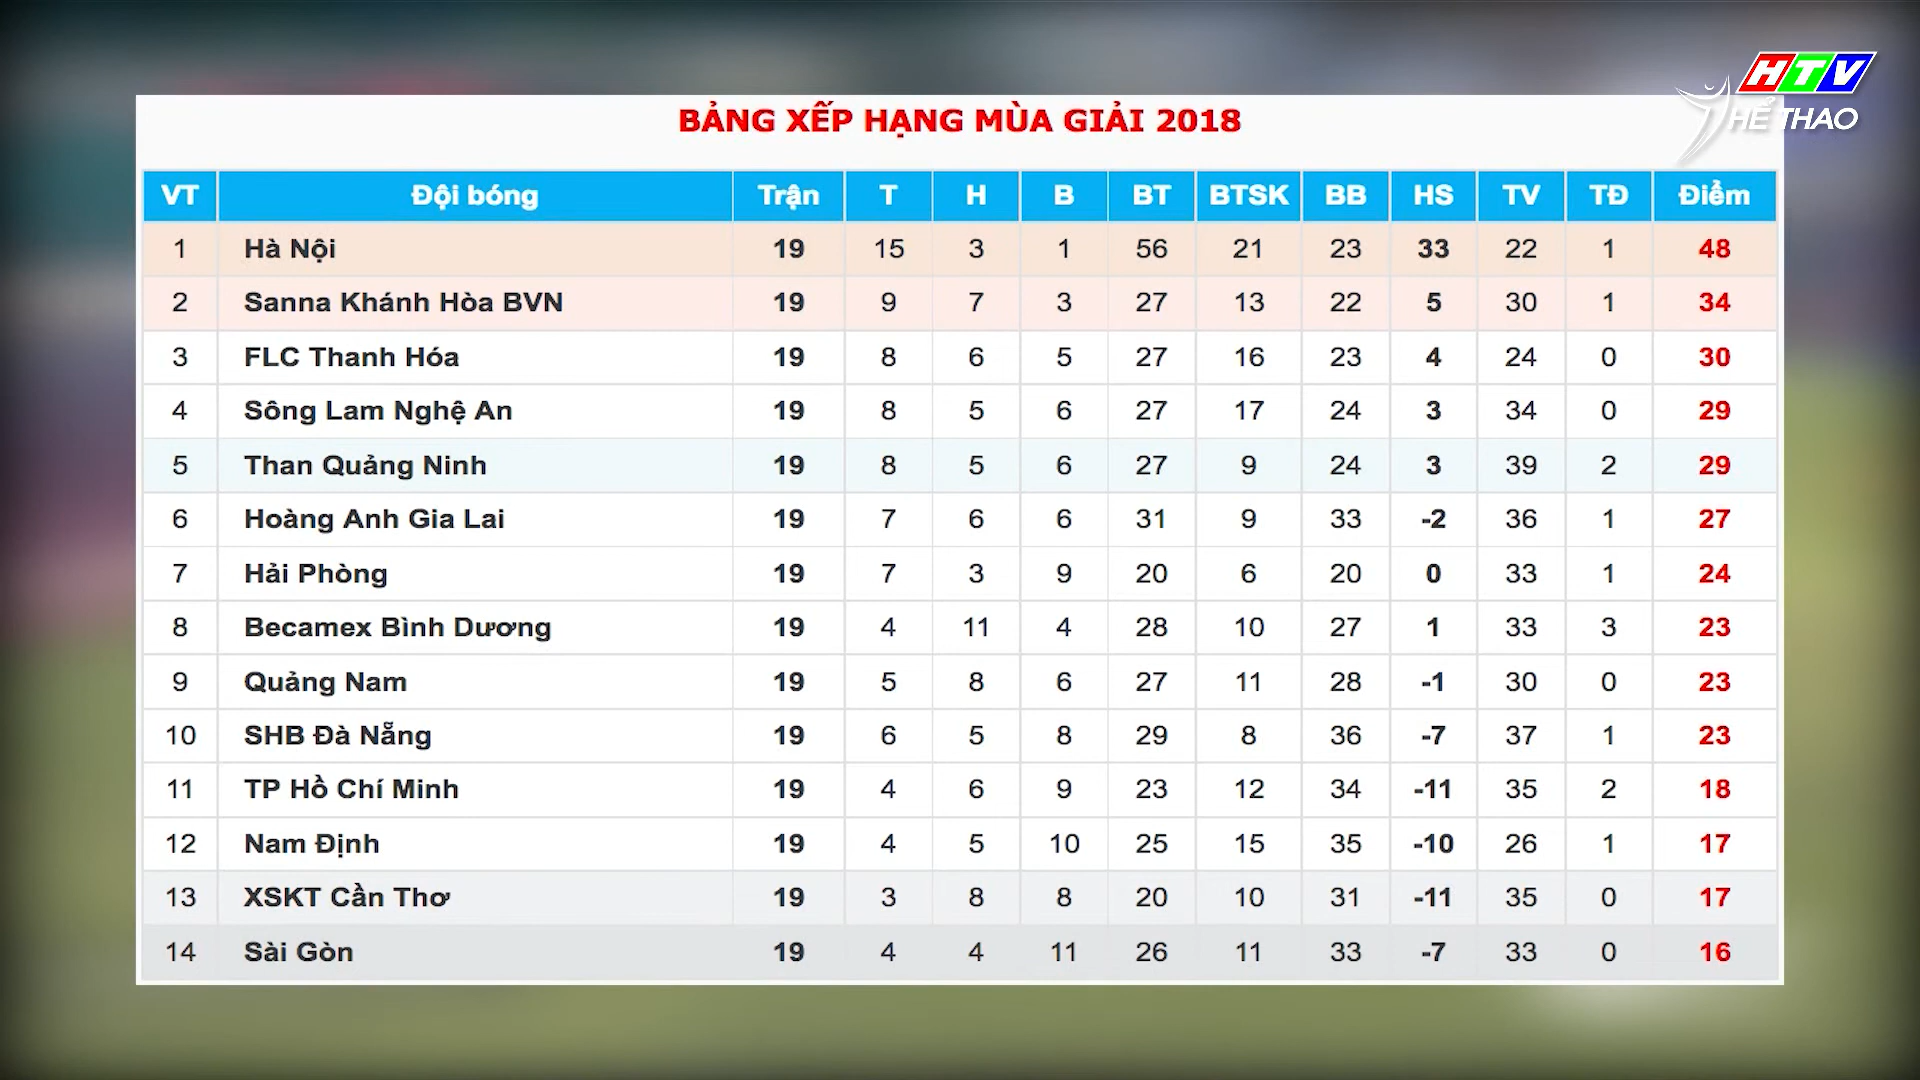 HTV
THỂ THAO
BẢNG XẾP HẠNG MÙA GIẢI 2018
VT Đội bóng Trận T H B BT BTSK BB HS TV TĐ Điểm
1 Hà Nội 19 15 3 1 56 21 23 33 22 1 48
2 Sanna Khánh Hòa BVN 19 9 7 3 27 13 22 5 30 1 34
3 FLC Thanh Hóa 19 8 6 5 27 16 23 4 24 0 30
4 Sông Lam Nghệ An 19 8 5 6 27 17 24 3 34 0 29
5 Than Quảng Ninh 19 8 5 6 27 9 24 3 39 2 29
6 Hoàng Anh Gia Lai 19 7 6 6 31 9 33 -2 36 1 27
7 Hải Phòng 19 7 3 9 20 6 20 0 33 1 24
8 Becamex Bình Dương 19 4 11 4 28 10 27 1 33 3 23
9 Quảng Nam 19 5 8 6 27 11 28 -1 30 0 23
10 SHB Đà Nẵng 19 6 5 8 29 8 36 -7 37 1 23
11 TP Hồ Chí Minh 19 4 6 9 23 12 34 -11 35 2 18
12 Nam Định 19 4 5 10 25 15 35 -10 26 1 17
13 XSKT Cần Thơ 19 3 8 8 20 10 31 -11 35 0 17
14 Sài Gòn 19 4 4 11 26 11 33 -7 33 0 16